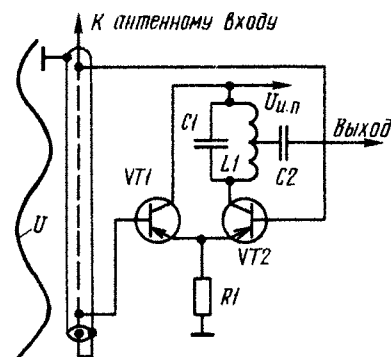 К антенному входу
Uи.п
C1
Выход
L1
C2
VT1
U
VT2
R1